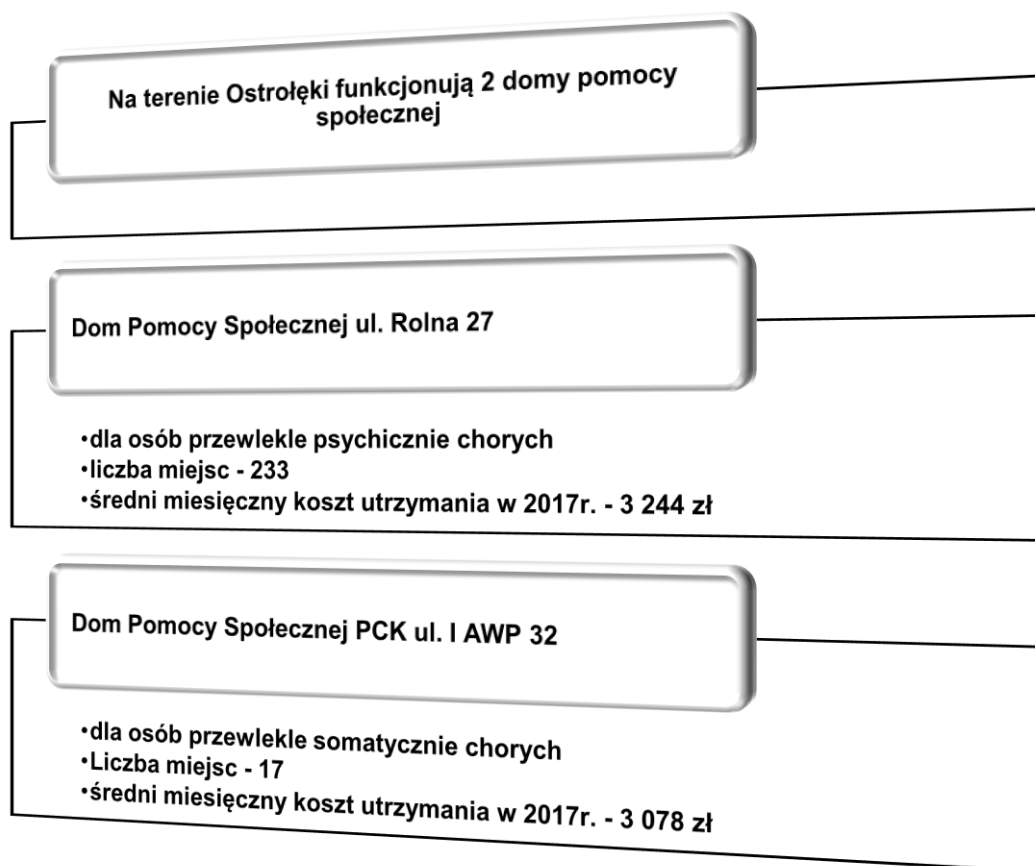 Na terenie Ostrołęki funkcjonują 2 domy pomocy
społecznej
Dom Pomocy Społecznej ul. Rolna 27
•dla osób przewlekle psychicznie chorych
•liczba miejsc - 233
•średni miesięczny koszt utrzymania w 2017r. - 3 244 zł
Dom Pomocy Społecznej PCK ul. I AWP 32
•dla osób przewlekle somatycznie chorych
•Liczba miejsc - 17
•średni miesięczny koszt utrzymania w 2017r. - 3 078 zł